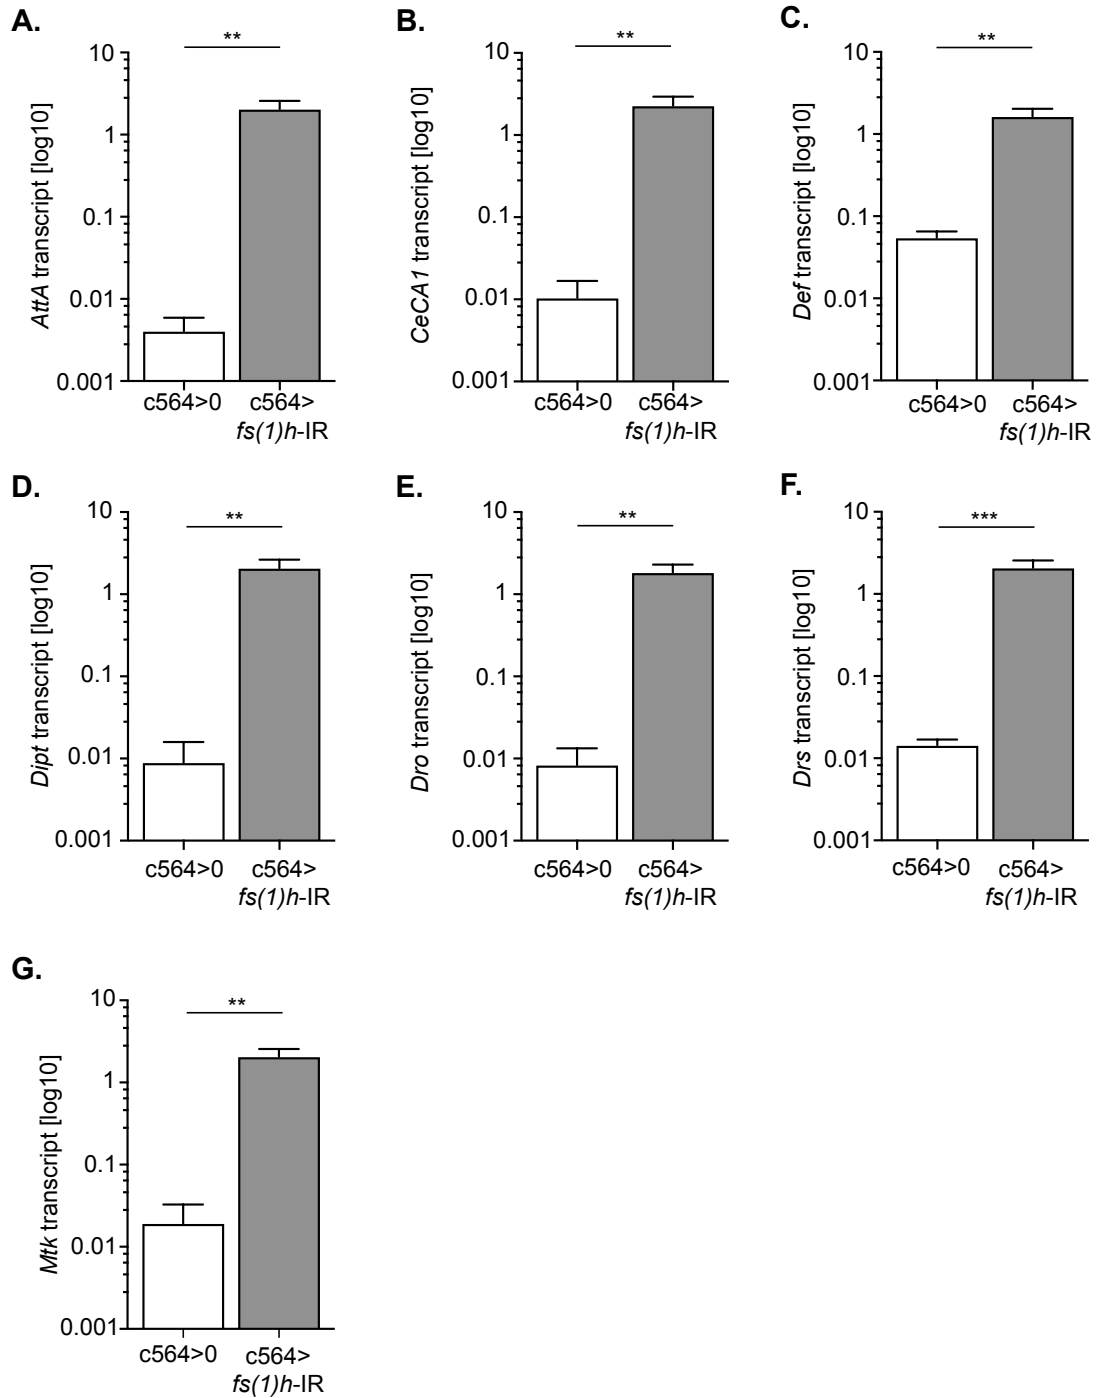 A.
**
AttA transcript [log10]
10
1
0.1
0.01
0.001
c564>0
c564>
fs(1)h-IR
B.
**
CeCA1 transcript [log10]
10
1
0.1
0.01
0.001
c564>0
c564>
fs(1)h-IR
C.
**
Def transcript [log10]
10
1
0.1
0.01
0.001
c564>0
c564>
fs(1)h-IR
D.
**
Dipt transcript [log10]
10
1
0.1
0.01
0.001
c564>0
c564>
fs(1)h-IR
E.
**
Dro transcript [log10]
10
1
0.1
0.01
0.001
c564>0
c564>
fs(1)h-IR
F.
***
Drs transcript [log10]
10
1
0.1
0.01
0.001
c564>0
c564>
fs(1)h-IR
G.
**
Mtk transcript [log10]
10
1
0.1
0.01
0.001
c564>0
c564>
fs(1)h-IR